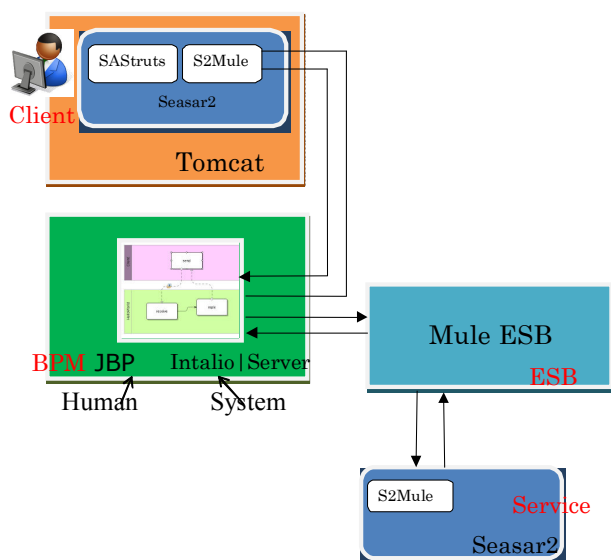 SAStruts S2Mule
Seasar2
Client
Tomcat
BPM JBP Intalio|Server
Human System
Mule ESB
ESB
S2Mule
Service
Seasar2